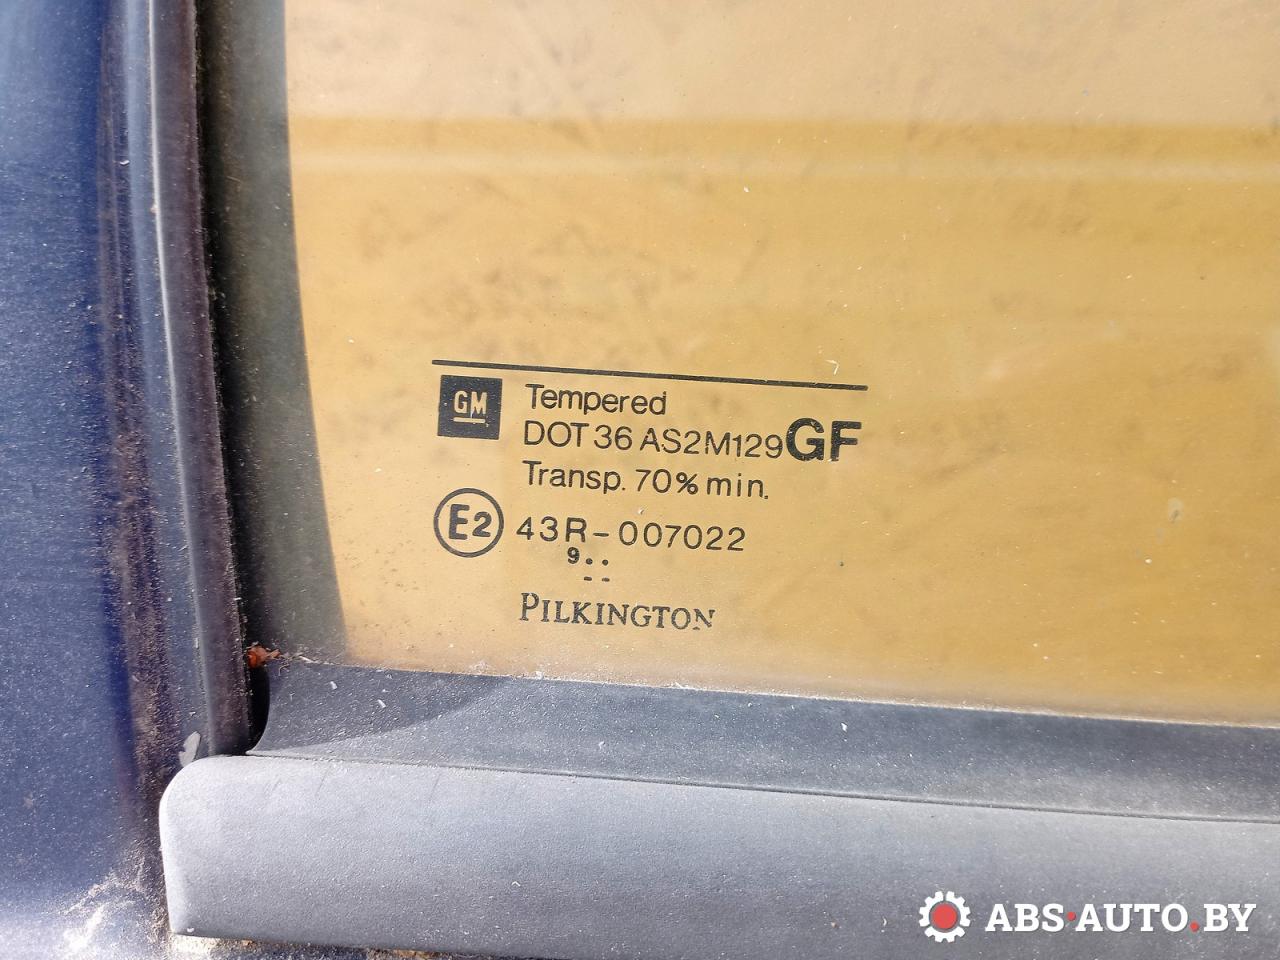 GM Tempered
DOT 36 AS2M129 GF
Transp. 70% min.
E2 43R-007022
9..
--
PILKINGTON
ABS·AUTO.BY